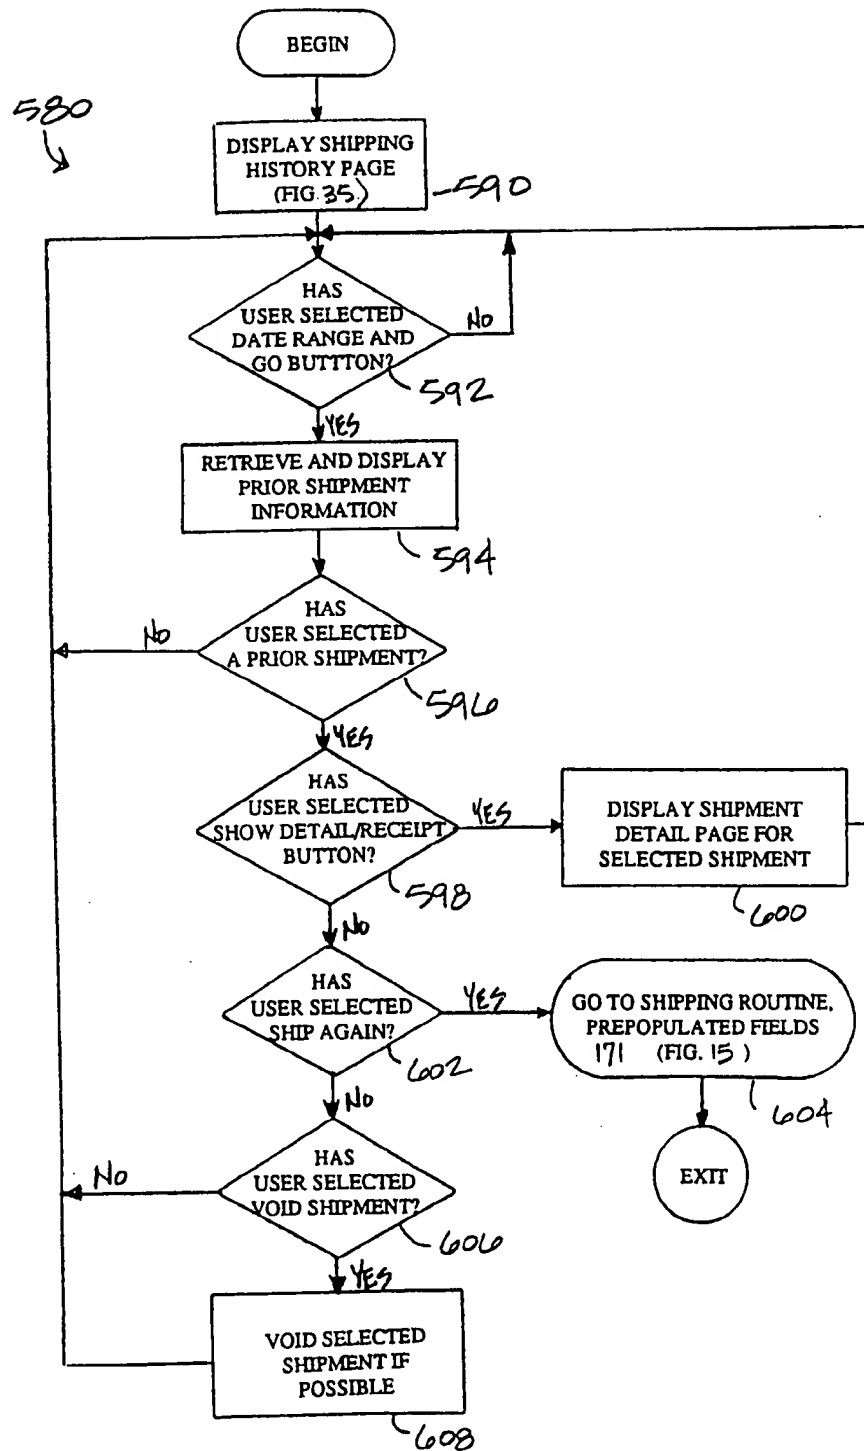 BEGIN
580
DISPLAY SHIPPING
HISTORY PAGE
(FIG. 35.)
590
HAS
USER SELECTED
DATE RANGE AND
GO BUTTTON?
No
592
YES
RETRIEVE AND DISPLAY
PRIOR SHIPMENT
INFORMATION
594
HAS
USER SELECTED
A PRIOR SHIPMENT?
No
596
YES
HAS
USER SELECTED
SHOW DETAIL/RECEIPT
BUTTON?
YES
598
DISPLAY SHIPMENT
DETAIL PAGE FOR
SELECTED SHIPMENT
600
No
HAS
USER SELECTED
SHIP AGAIN?
YES
602
GO TO SHIPPING ROUTINE,
PREPOPULATED FIELDS
171 (FIG. 15 )
604
EXIT
No
HAS
USER SELECTED
VOID SHIPMENT?
No
606
YES
VOID SELECTED
SHIPMENT IF
POSSIBLE
608